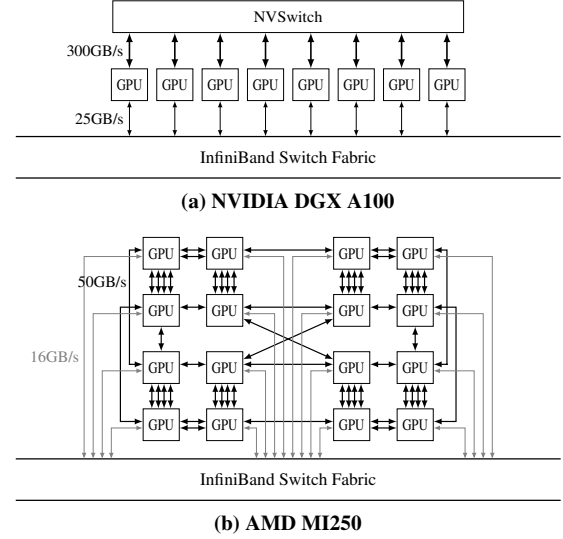 NVSwitch
300GB/s
GPU GPU GPU GPU GPU GPU GPU GPU
25GB/s
InfiniBand Switch Fabric
(a) NVIDIA DGX A100
GPU GPU GPU GPU
50GB/s
GPU GPU GPU GPU
16GB/s
GPU GPU GPU GPU
GPU GPU GPU GPU
InfiniBand Switch Fabric
(b) AMD MI250